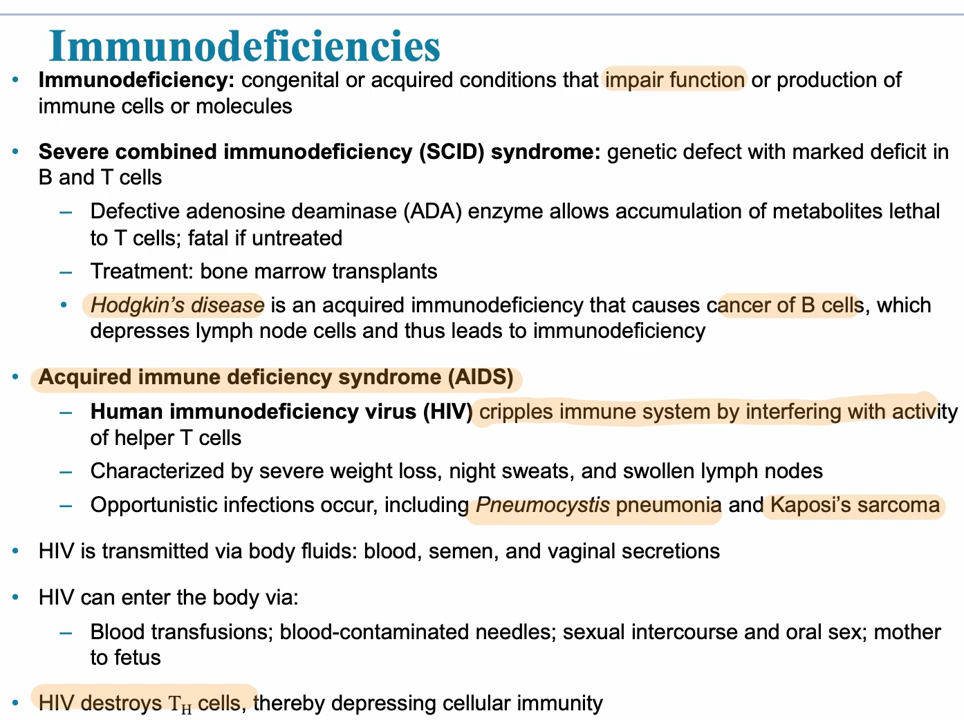 Immunodeficiencies
• Immunodeficiency: congenital or acquired conditions that impair function or production of
immune cells or molecules
• Severe combined immunodeficiency (SCID) syndrome: genetic defect with marked deficit in
B and T cells
– Defective adenosine deaminase (ADA) enzyme allows accumulation of metabolites lethal
to T cells; fatal if untreated
– Treatment: bone marrow transplants
• Hodgkin's disease is an acquired immunodeficiency that causes cancer of B cells, which
depresses lymph node cells and thus leads to immunodeficiency
• Acquired immune deficiency syndrome (AIDS)
– Human immunodeficiency virus (HIV) cripples immune system by interfering with activity
of helper T cells
– Characterized by severe weight loss, night sweats, and swollen lymph nodes
– Opportunistic infections occur, including Pneumocystis pneumonia and Kaposi's sarcoma
• HIV is transmitted via body fluids: blood, semen, and vaginal secretions
• HIV can enter the body via:
– Blood transfusions; blood-contaminated needles; sexual intercourse and oral sex; mother
to fetus
• HIV destroys TH cells, thereby depressing cellular immunity